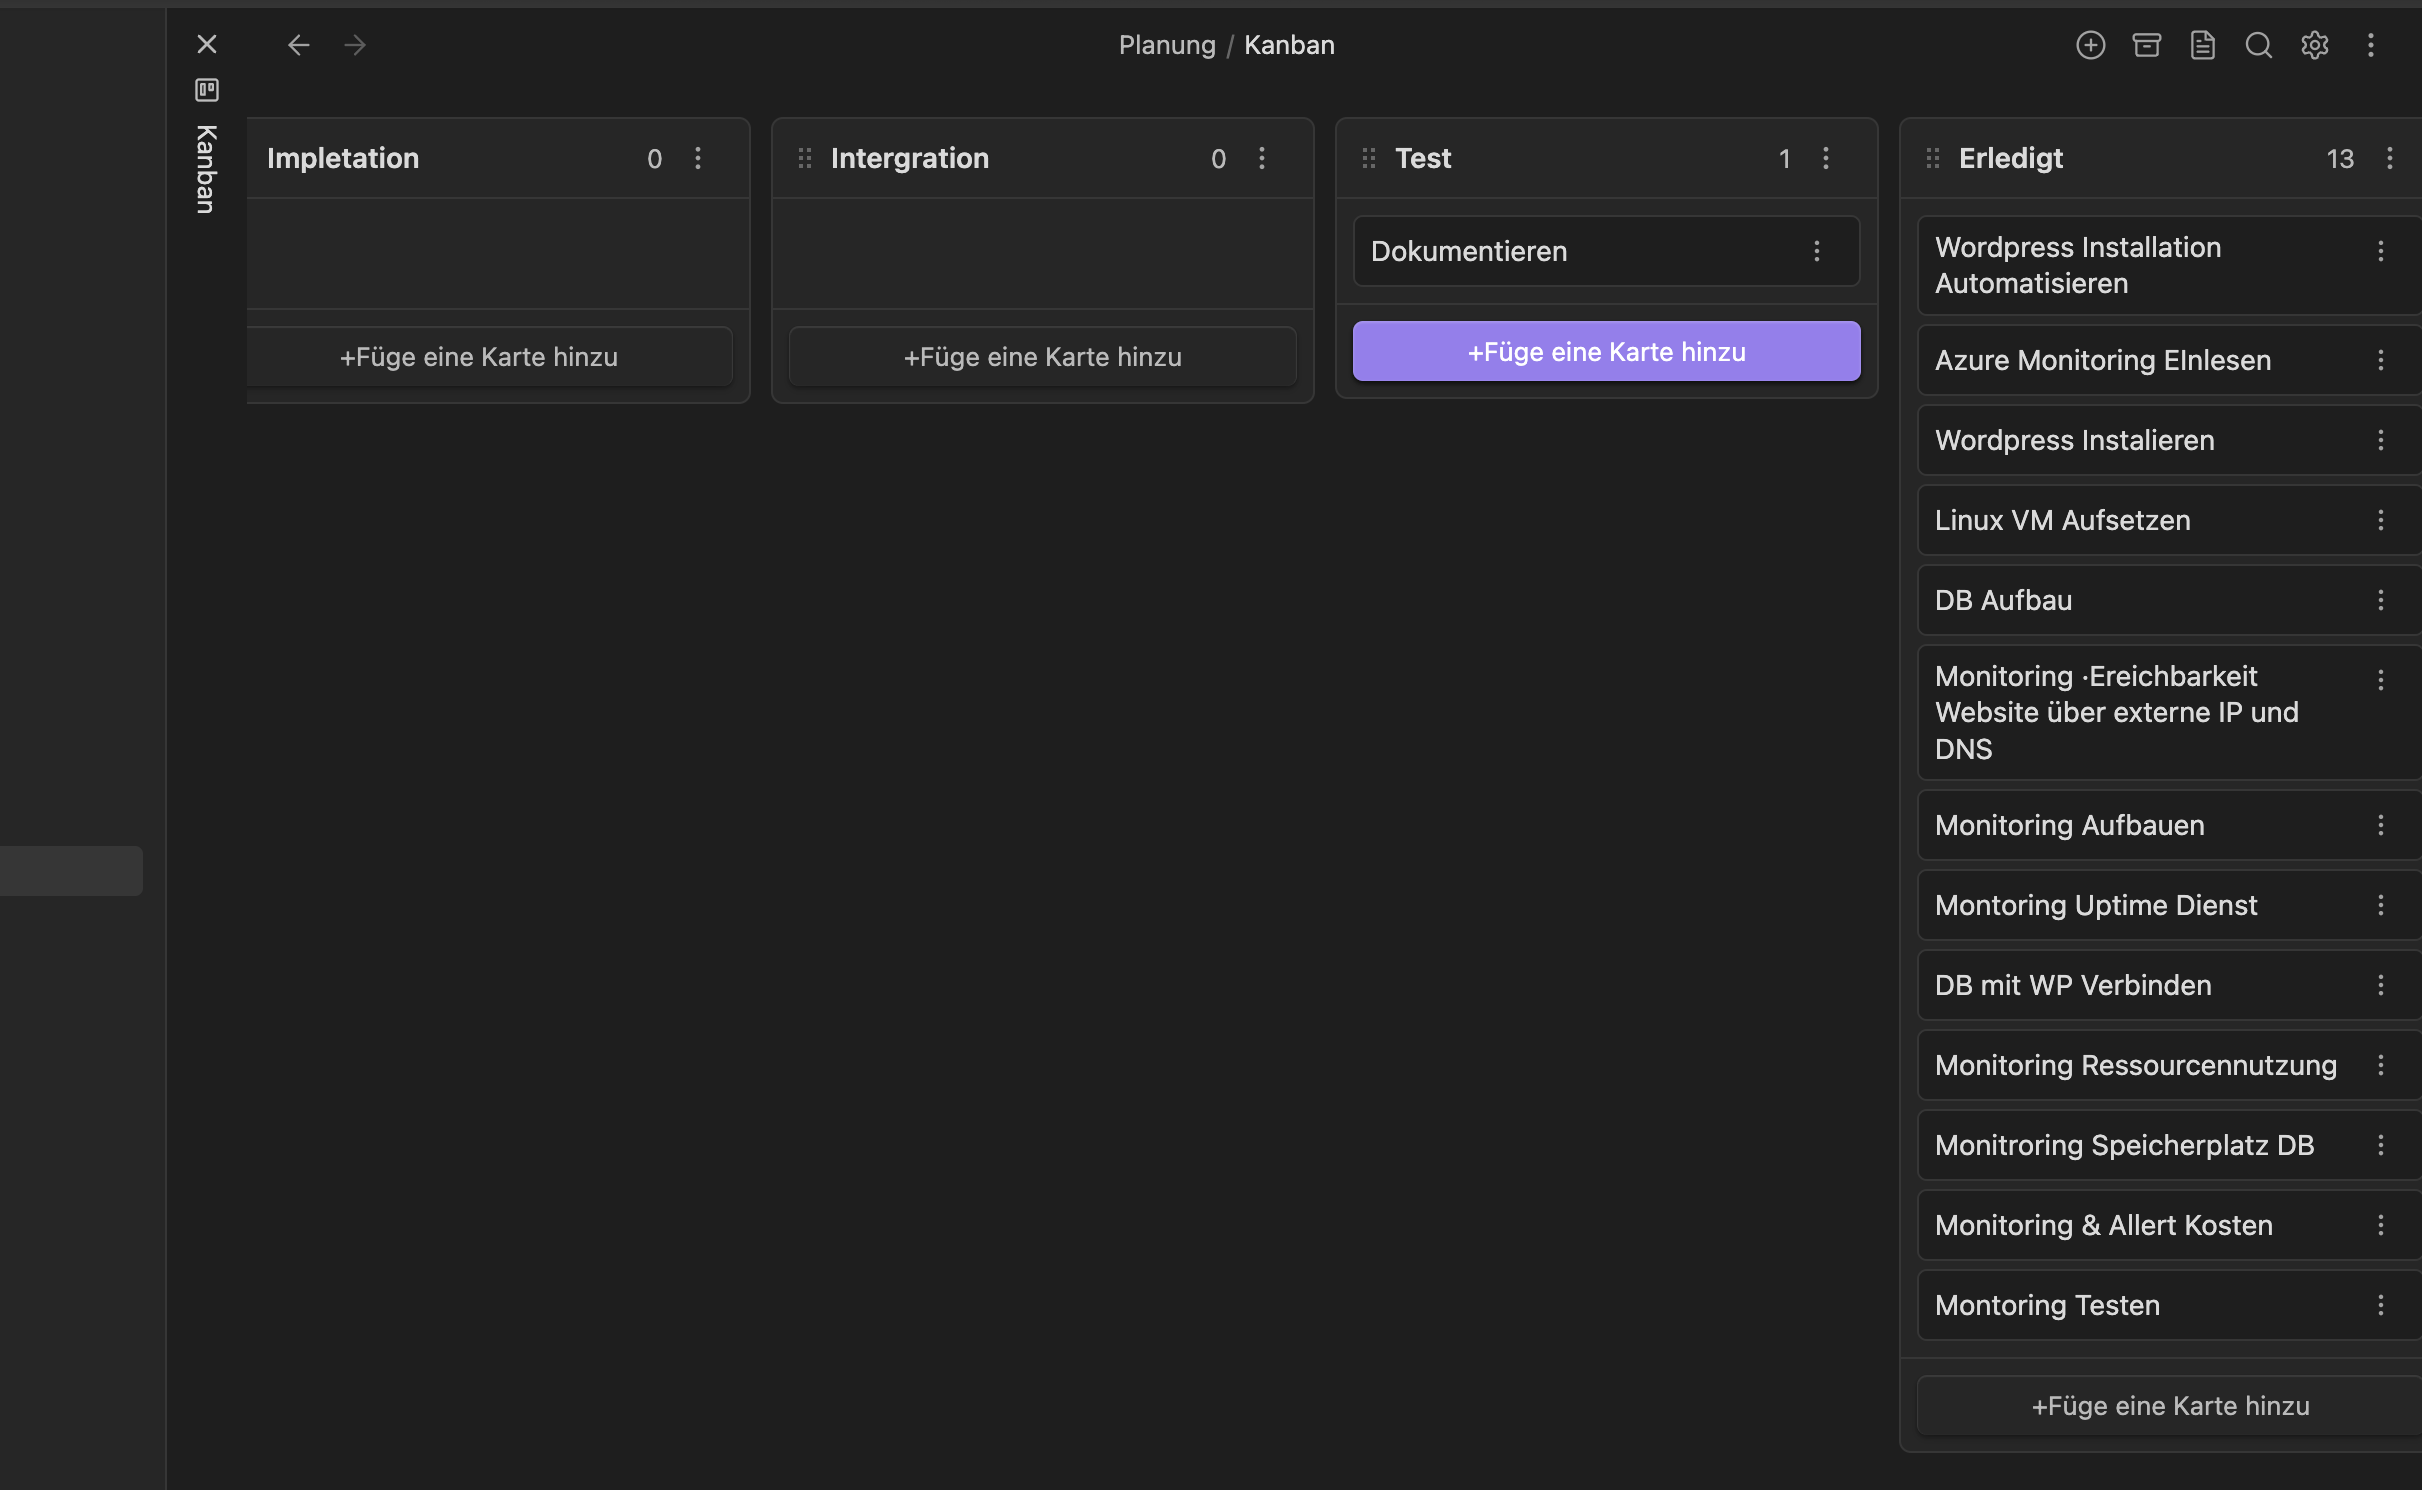 Planung / Kanban
Kanban
Impletation 0
+Füge eine Karte hinzu
Intergration 0
+Füge eine Karte hinzu
Test 1
Dokumentieren
+Füge eine Karte hinzu
Erledigt 13
Wordpress Installation
Automatisieren
Azure Monitoring EInlesen
Wordpress Instalieren
Linux VM Aufsetzen
DB Aufbau
Monitoring ·Ereichbarkeit
Website über externe IP und
DNS
Monitoring Aufbauen
Montoring Uptime Dienst
DB mit WP Verbinden
Monitoring Ressourcennutzung
Monitroring Speicherplatz DB
Monitoring & Allert Kosten
Montoring Testen
+Füge eine Karte hinzu